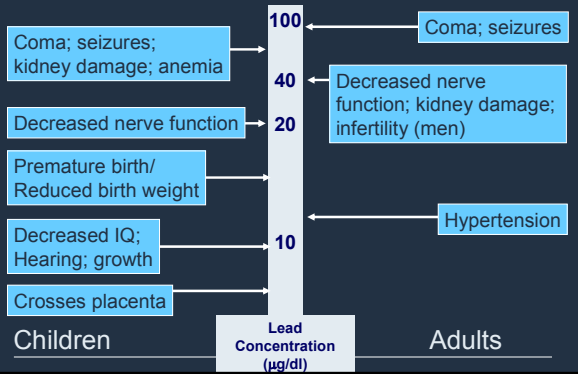 100
Coma; seizures
Coma; seizures;
kidney damage; anemia
40
Decreased nerve
function; kidney damage;
infertility (men)
Decreased nerve function
20
Premature birth/
Reduced birth weight
Hypertension
Decreased IQ;
Hearing; growth
10
Crosses placenta
Children
Lead
Concentration
(µg/dl)
Adults